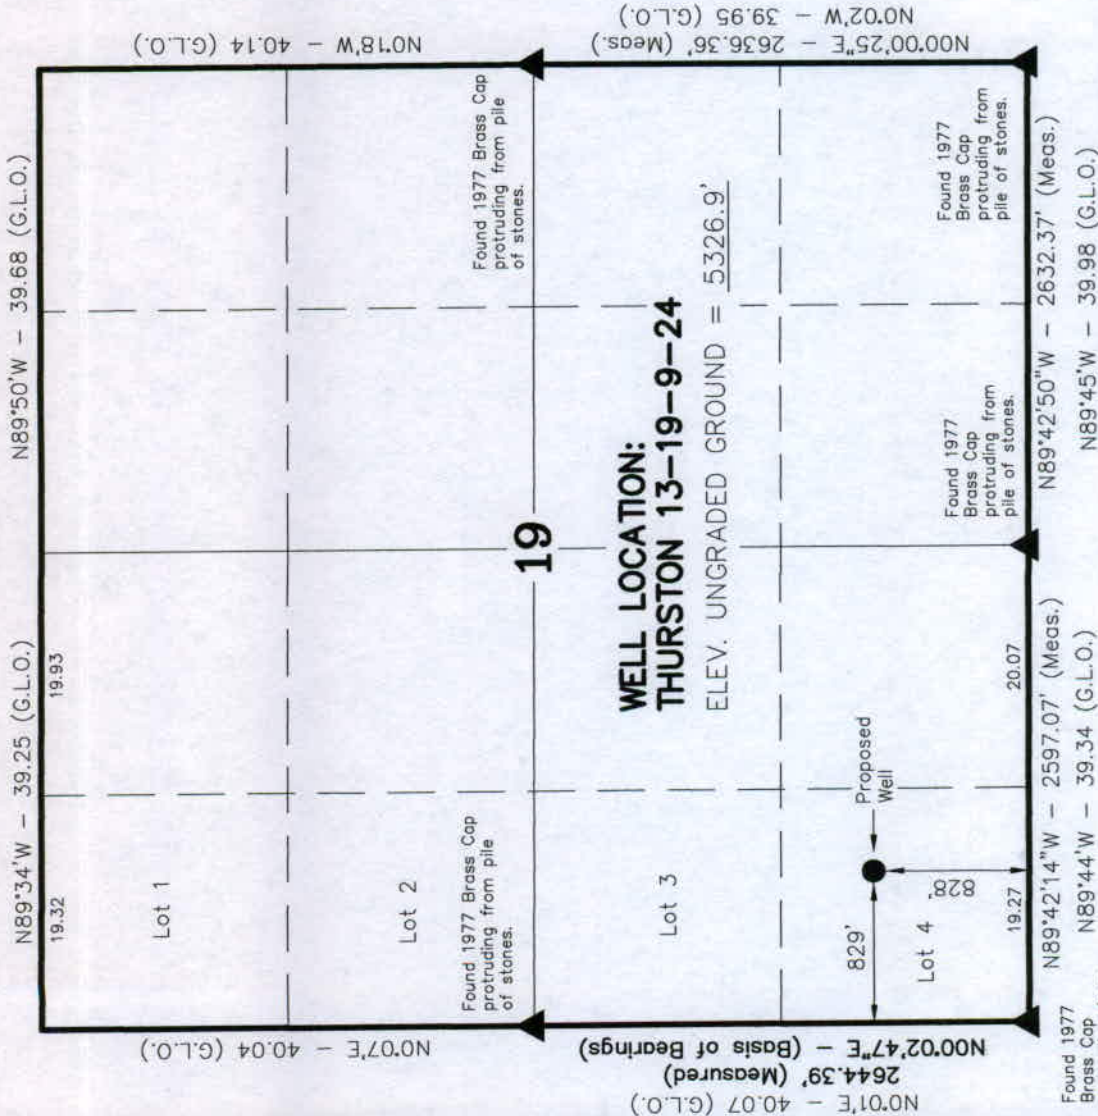 N89°34'W – 39.25 (G.L.O.)
N89°50'W – 39.68 (G.L.O.)
19.32
19.93
N0°07'E – 40.04 (G.L.O.)
N0°18'W – 40.14 (G.L.O.)
Lot 1
Lot 2
Found 1977 Brass Cap
protruding from pile
of stones.
Found 1977 Brass Cap
protruding from pile
of stones.
19
WELL LOCATION:
THURSTON 13–19–9–24
ELEV. UNGRADED GROUND = 5326.9'
Lot 3
N0°01'E – 40.07 (G.L.O.)
2644.39' (Measured)
N00°02'47"E – (Basis of Bearings)
N00°00'25"E – 2636.36' (Meas.)
N0°02'W – 39.95 (G.L.O.)
Proposed
Well
829'
828'
Lot 4
19.27
20.07
Found 1977
Brass Cap
protruding from
pile of stones.
Found 1977
Brass Cap
protruding from
pile of stones.
N89°42'14"W – 2597.07' (Meas.)
N89°42'50"W – 2632.37' (Meas.)
N89°44'W – 39.34 (G.L.O.)
N89°45'W – 39.98 (G.L.O.)
Found 1977
Brass Cap